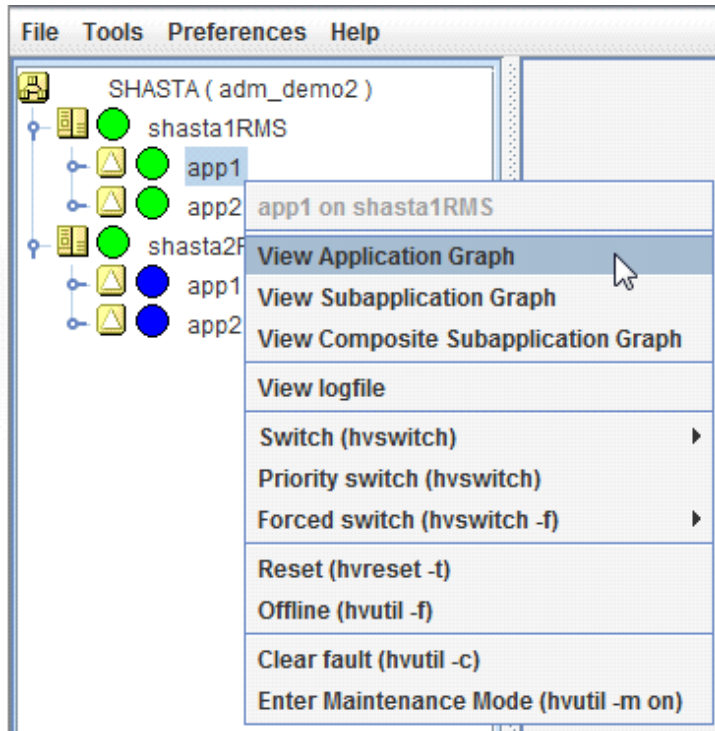 File Tools Preferences Help
SHASTA ( adm_demo2 )
shasta1RMS
app1
app2
app1 on shasta1RMS
shasta2
app1
app2
View Application Graph
View Subapplication Graph
View Composite Subapplication Graph
View logfile
Switch (hvswitch)
Priority switch (hvswitch)
Forced switch (hvswitch -f)
Reset (hvreset -t)
Offline (hvutil -f)
Clear fault (hvutil -c)
Enter Maintenance Mode (hvutil -m on)